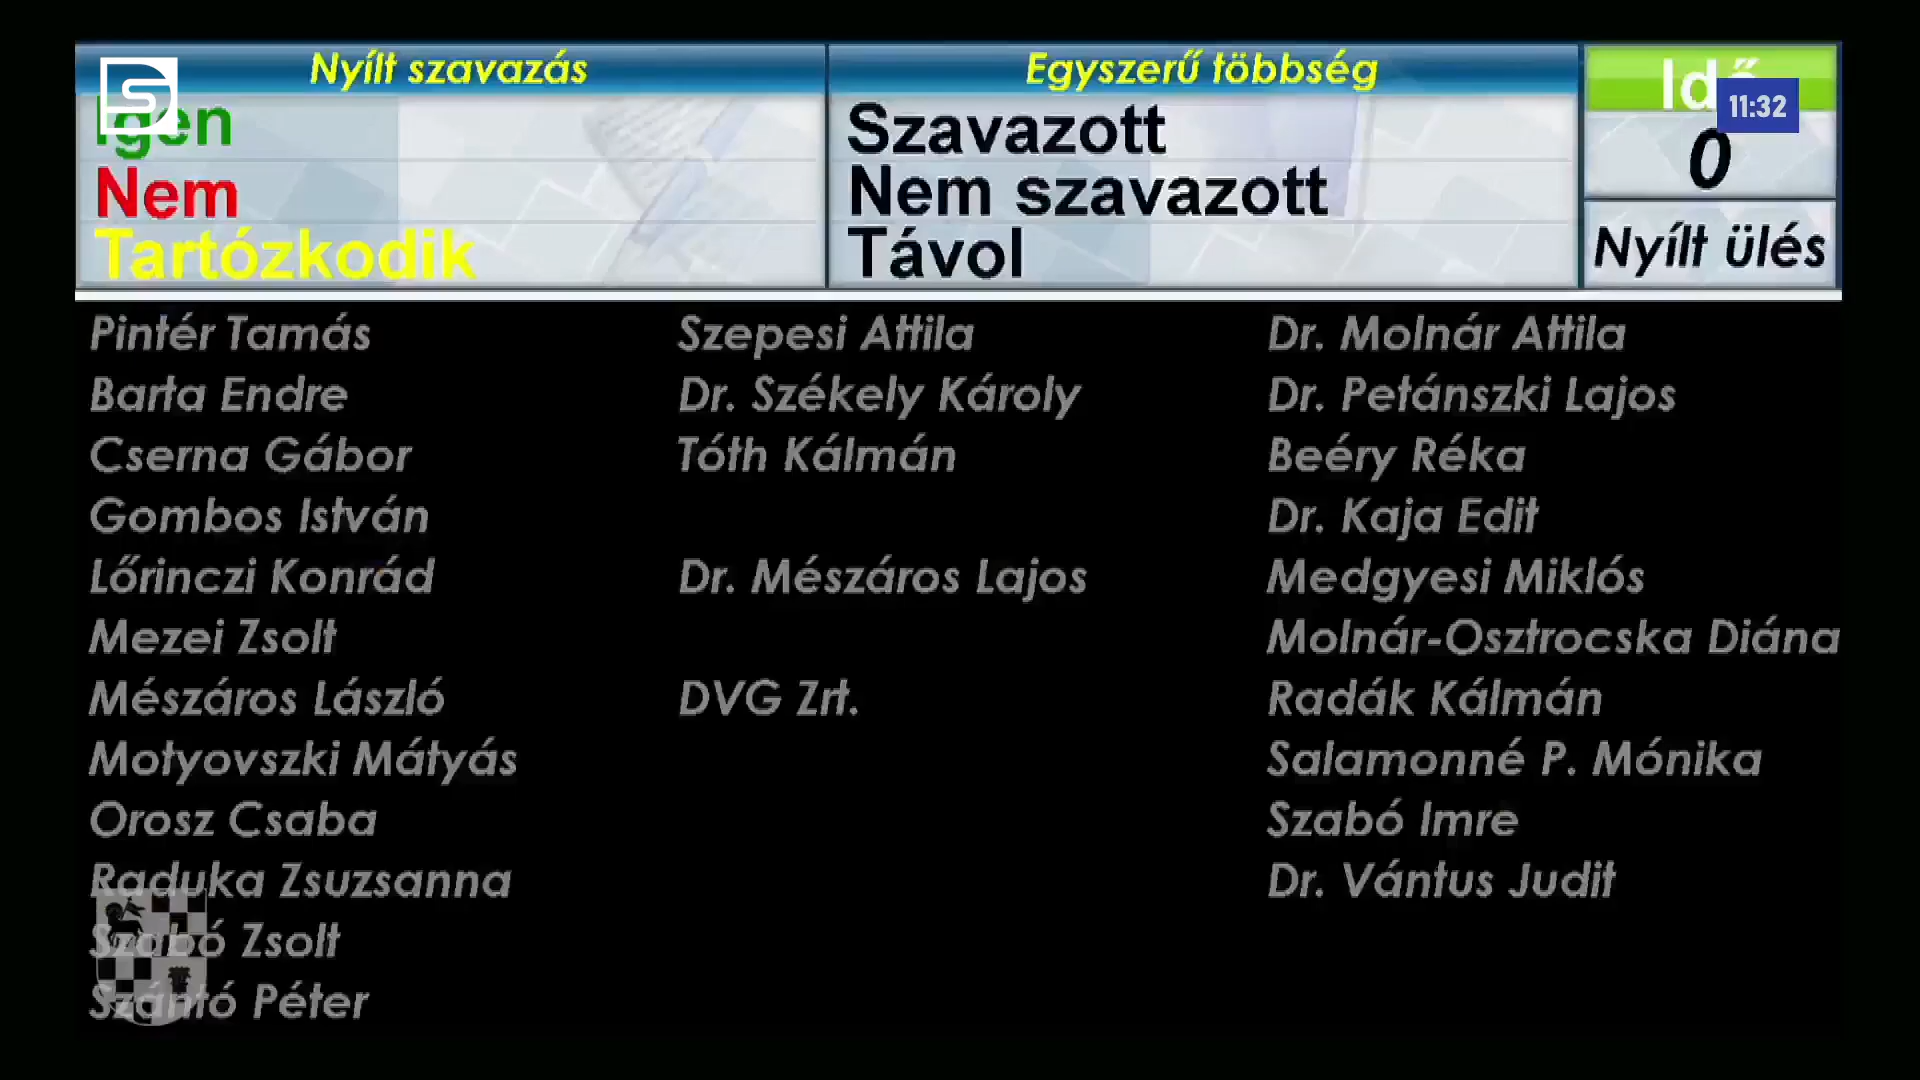 Nyílt szavazás
Igen
Nem
Tartózkodik
Egyszerű többség
Szavazott
Nem szavazott
Távol
Idő
11:32
0
Nyílt ülés
Pintér Tamás
Barta Endre
Cserna Gábor
Gombos István
Lőrinczi Konrád
Mezei Zsolt
Mészáros László
Motyovszki Mátyás
Orosz Csaba
Raduka Zsuzsanna
Szabó Zsolt
Szántó Péter
Szepesi Attila
Dr. Székely Károly
Tóth Kálmán
Dr. Mészáros Lajos
DVG Zrt.
Dr. Molnár Attila
Dr. Petánszki Lajos
Beéry Réka
Dr. Kaja Edit
Medgyesi Miklós
Molnár-Osztrocska Diána
Radák Kálmán
Salamonné P. Mónika
Szabó Imre
Dr. Vántus Judit